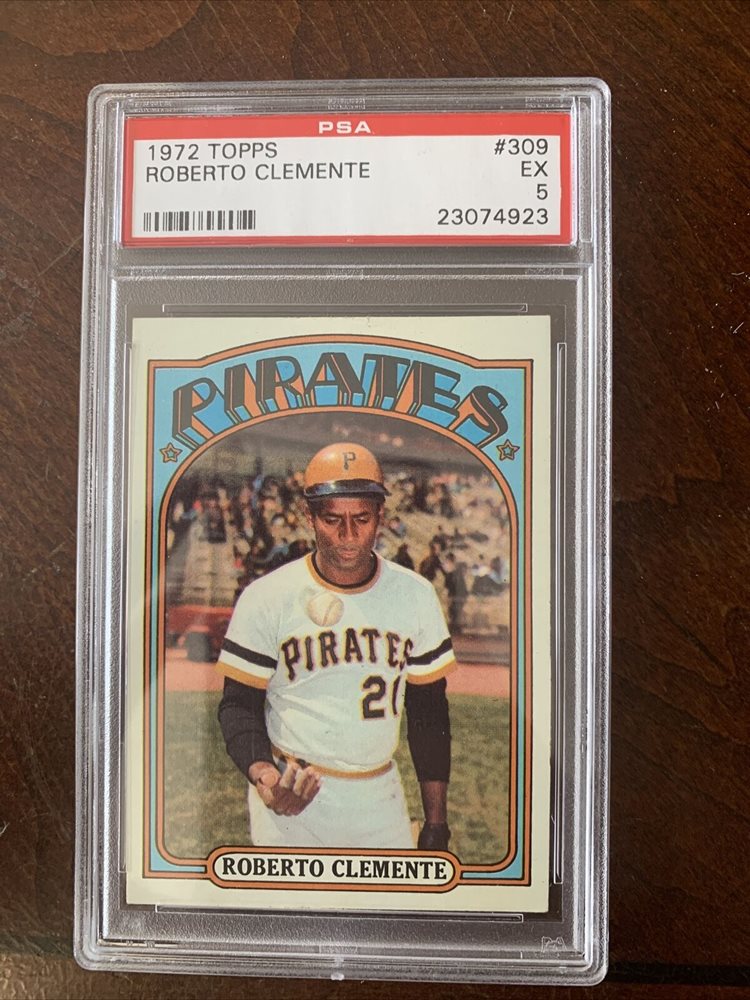 PSA
1972 TOPPS #309
ROBERTO CLEMENTE EX
5
23074923
PIRATES
P
PIRATES
21
ROBERTO CLEMENTE